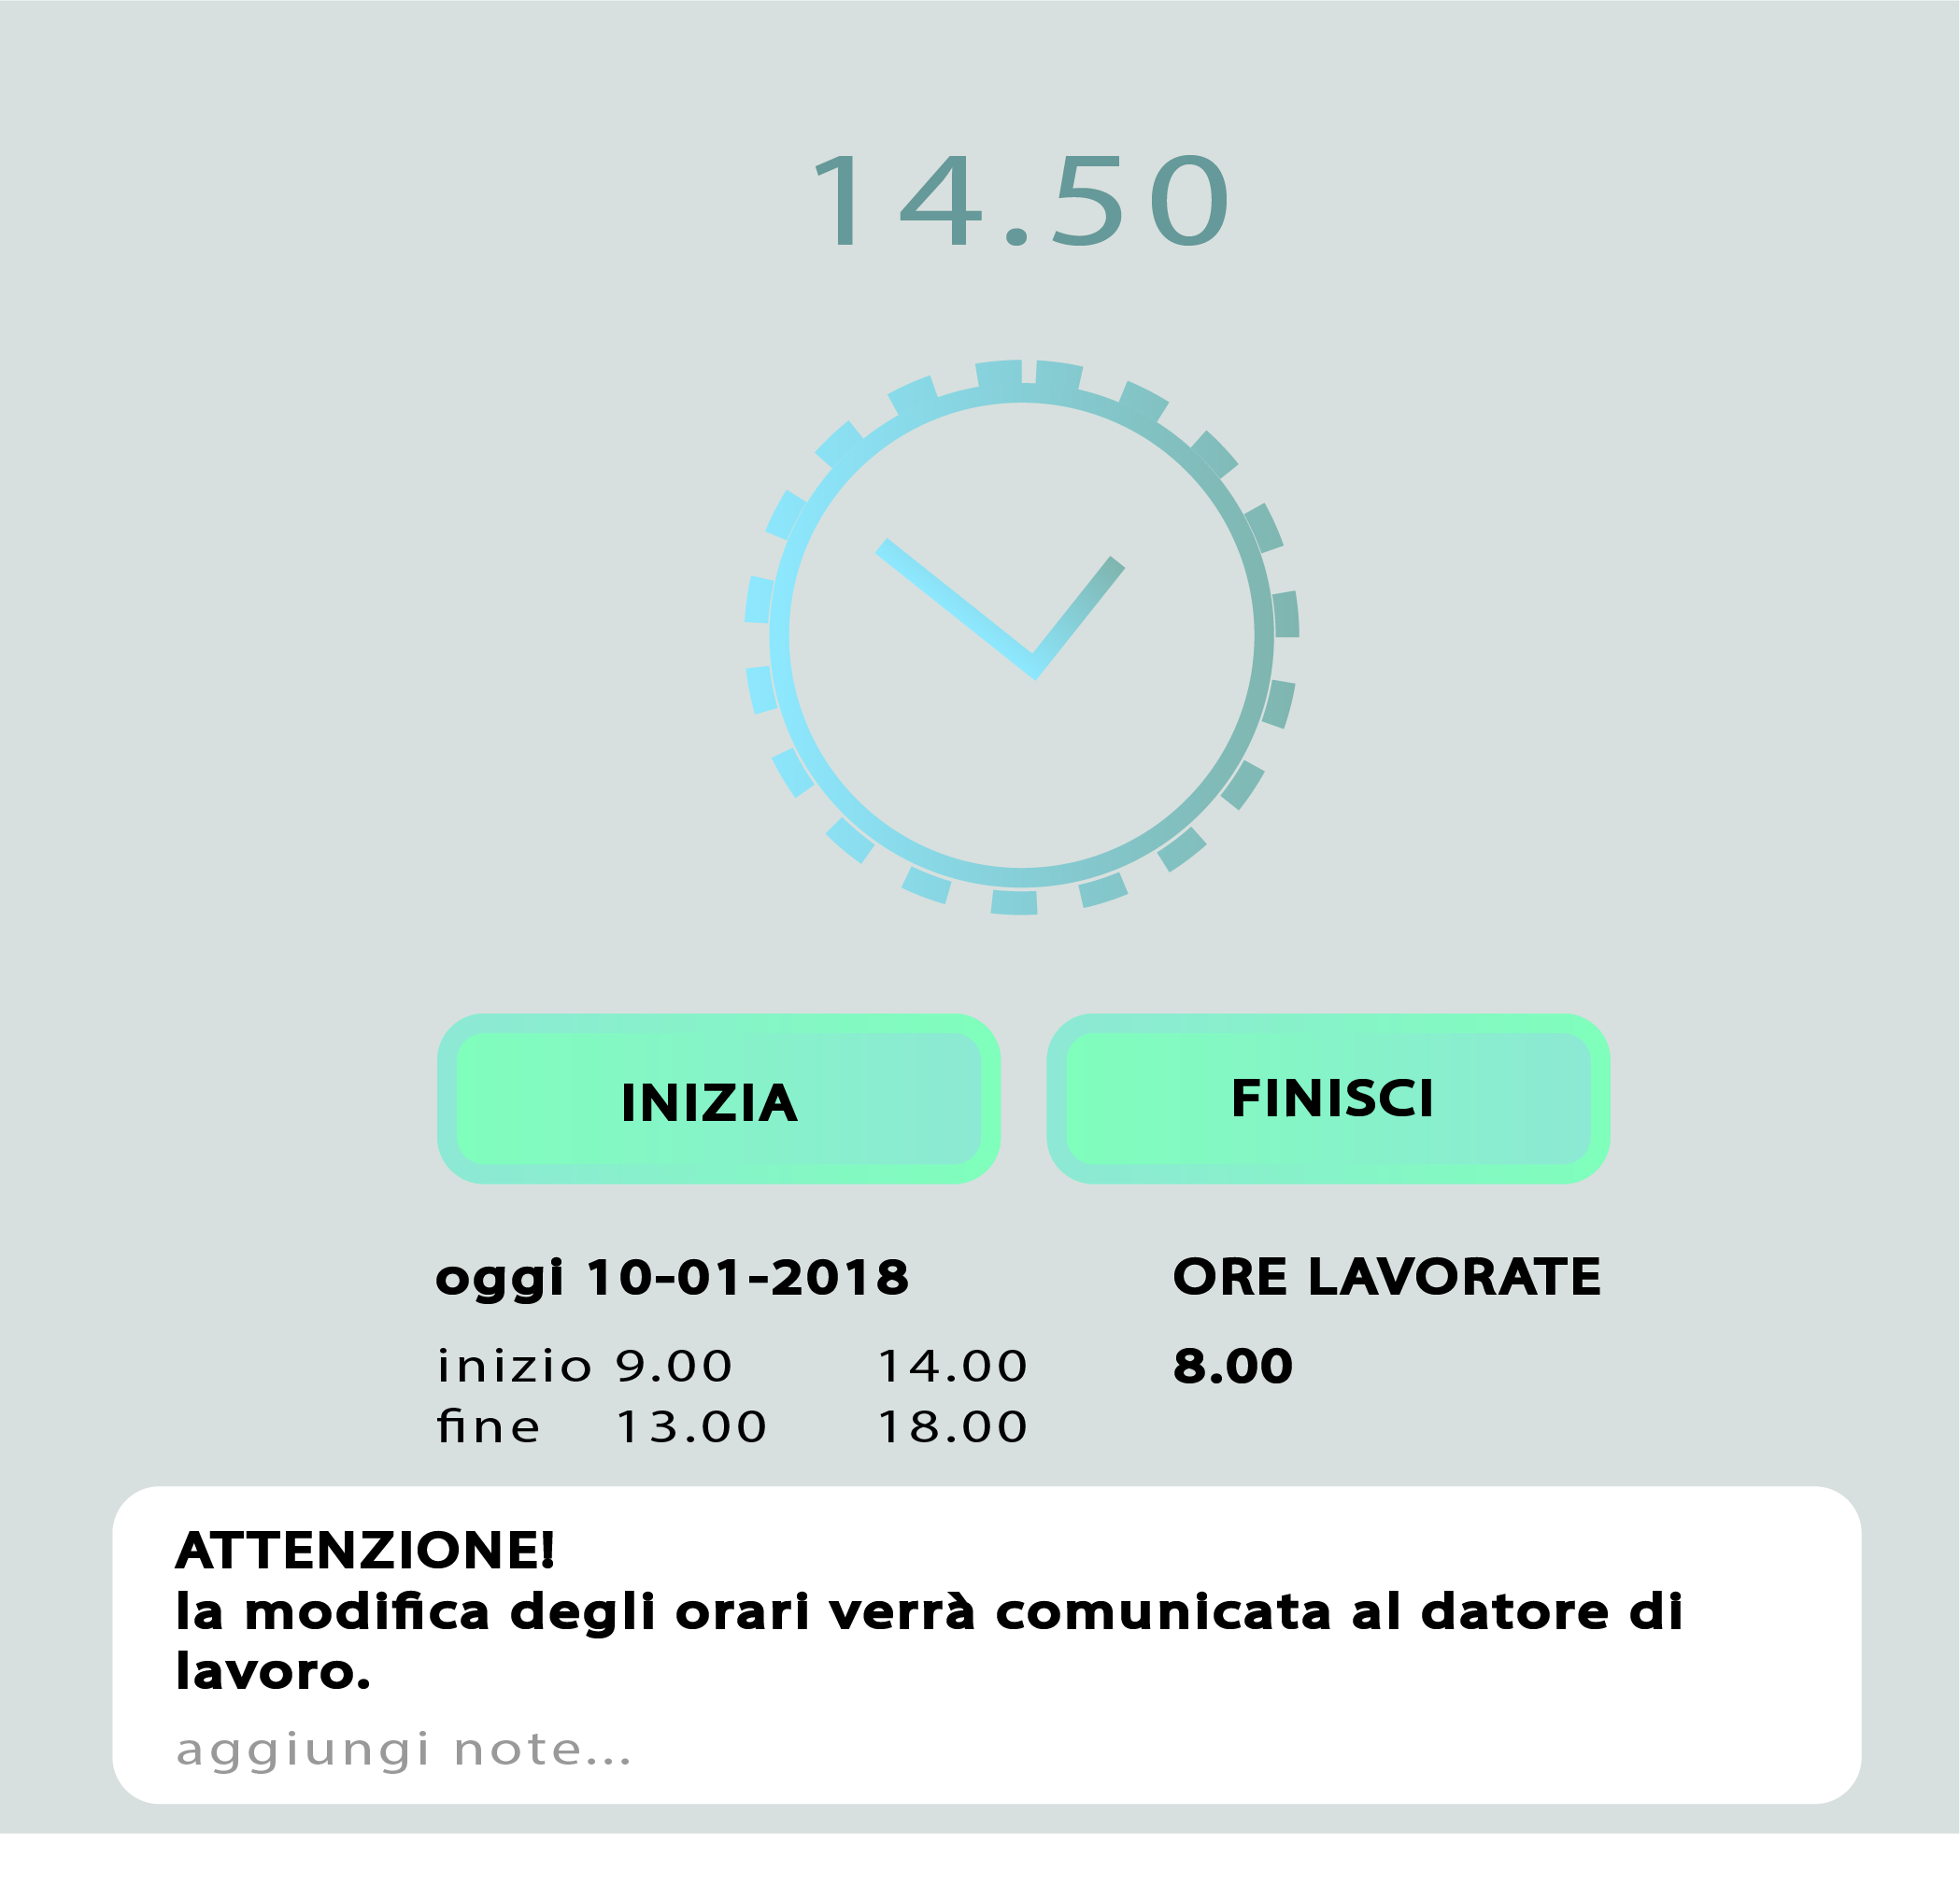 14.50
INIZIA FINISCI
oggi 10-01-2018 ORE LAVORATE
inizio 9.00 14.00 8.00
fine 13.00 18.00
ATTENZIONE!
la modifica degli orari verrà comunicata al datore di
lavoro.
aggiungi note...